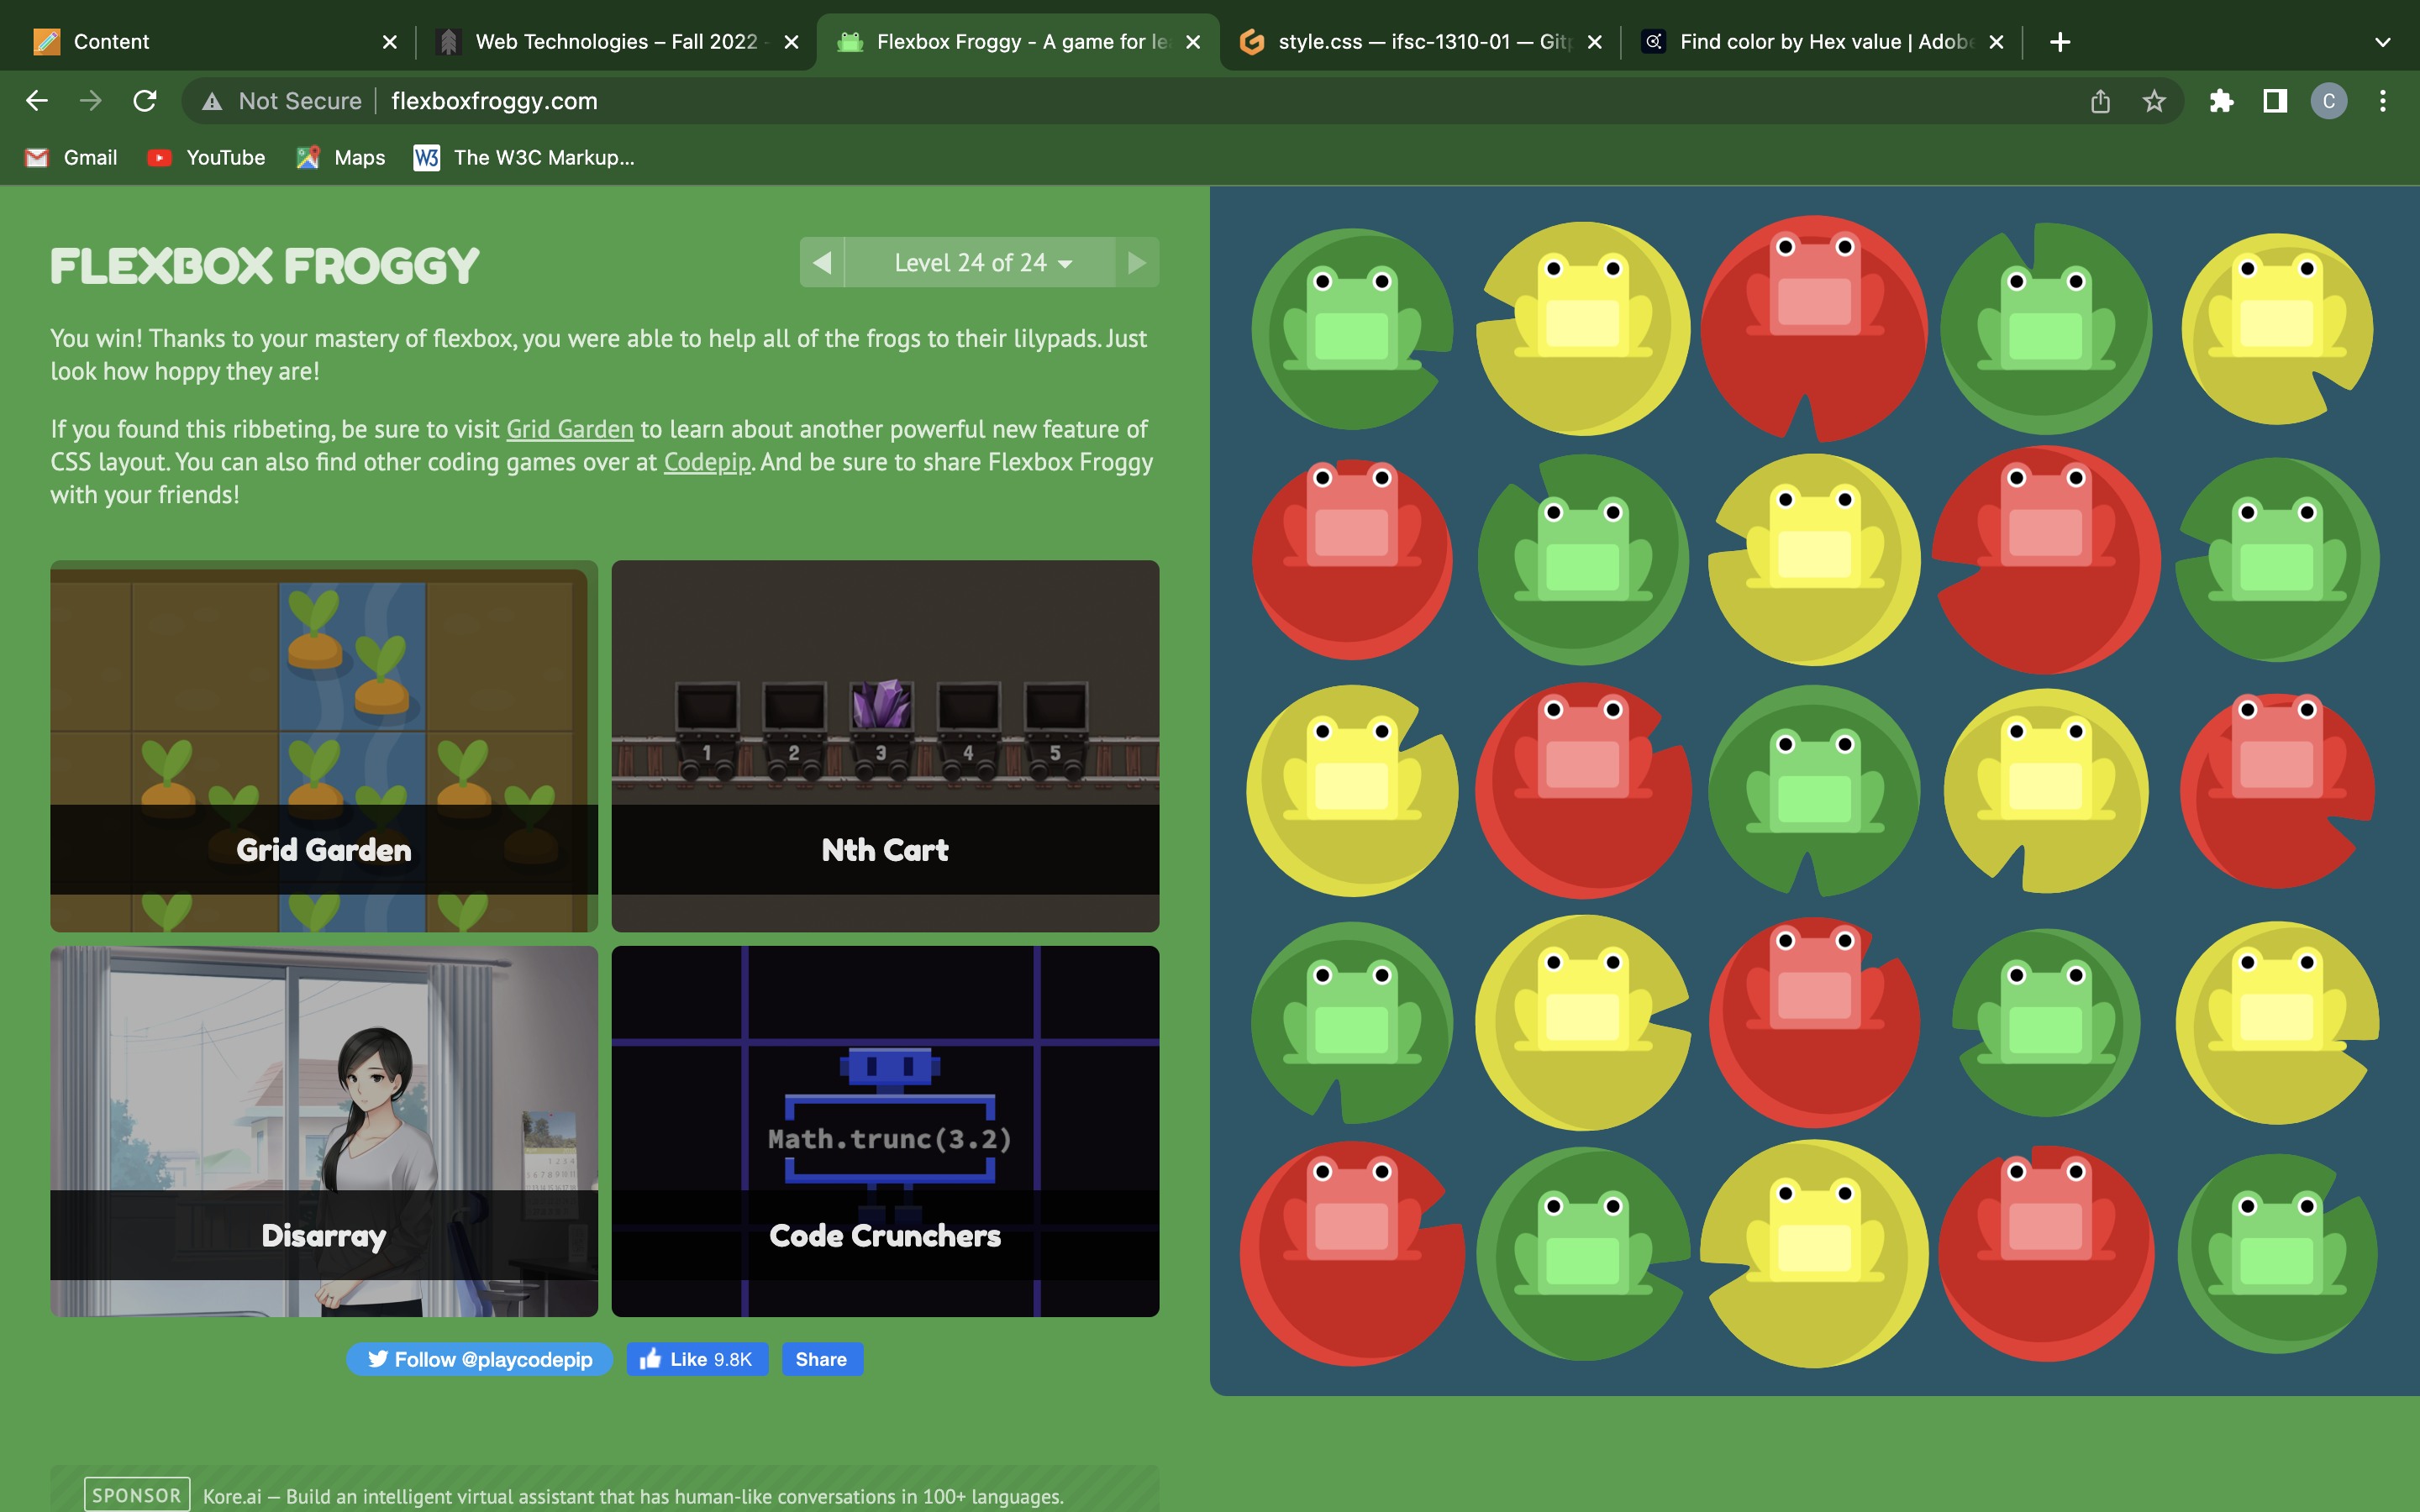 Content
Web Technologies – Fall 2022 -
Flexbox Froggy - A game for le
style.css — ifsc-1310-01 — Gitp
Find color by Hex value | Adobe
Not Secure
flexboxfroggy.com
C
Gmail
YouTube
Maps
W3
The W3C Markup...
FLEXBOX FROGGY
Level 24 of 24
You win! Thanks to your mastery of flexbox, you were able to help all of the frogs to their lilypads. Just
look how hoppy they are!
If you found this ribbeting, be sure to visit Grid Garden to learn about another powerful new feature of
CSS layout. You can also find other coding games over at Codepip. And be sure to share Flexbox Froggy
with your friends!
1 2 3 4 5
Grid Garden
Nth Cart
Math.trunc(3.2)
Disarray
Code Crunchers
Follow @playcodepip
Like 9.8K
Share
SPONSOR
Kore.ai — Build an intelligent virtual assistant that has human-like conversations in 100+ languages.